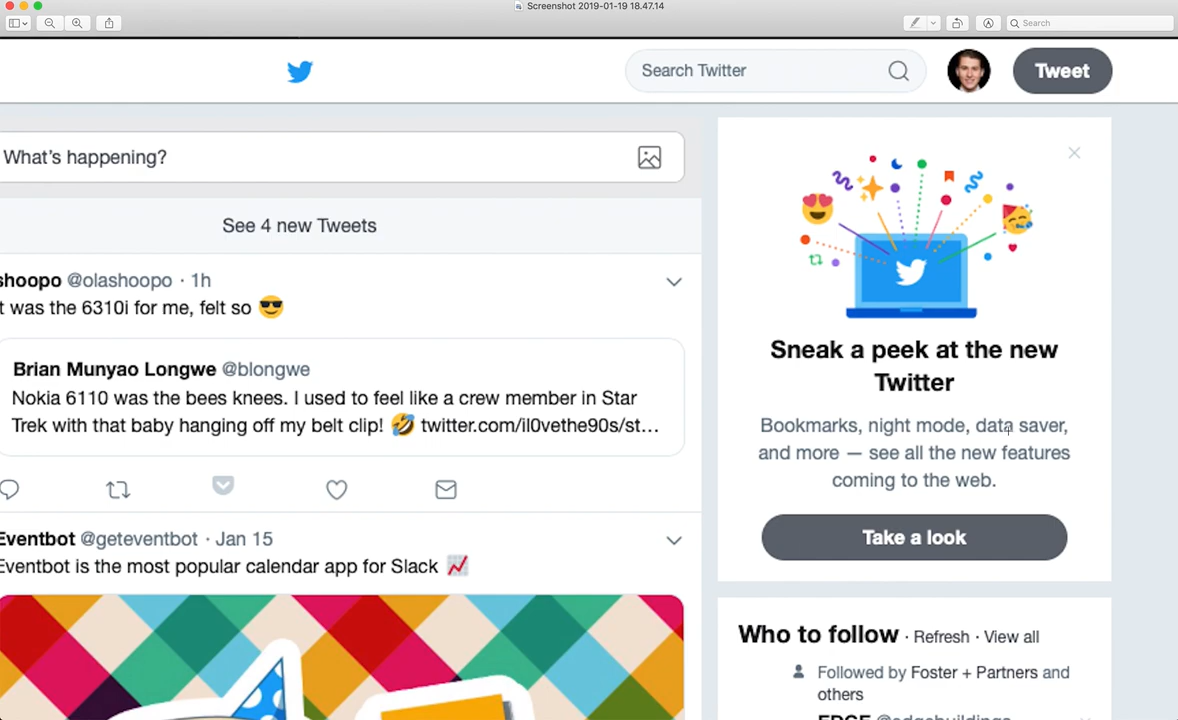 Screenshot 2019-01-19 18.47.14
Search
Search Twitter
Tweet
What's happening?
See 4 new Tweets
shoopo @olashoopo · 1h
t was the 6310i for me, felt so 😎
Brian Munyao Longwe @blongwe
Nokia 6110 was the bees knees. I used to feel like a crew member in Star
Trek with that baby hanging off my belt clip! 🤣 twitter.com/il0vethe90s/st…
Eventbot @geteventbot · Jan 15
Eventbot is the most popular calendar app for Slack 📈
Sneak a peek at the new
Twitter
Bookmarks, night mode, data saver,
and more — see all the new features
coming to the web.
Take a look
Who to follow · Refresh · View all
Followed by Foster + Partners and
others
EDGE @edgebuildings